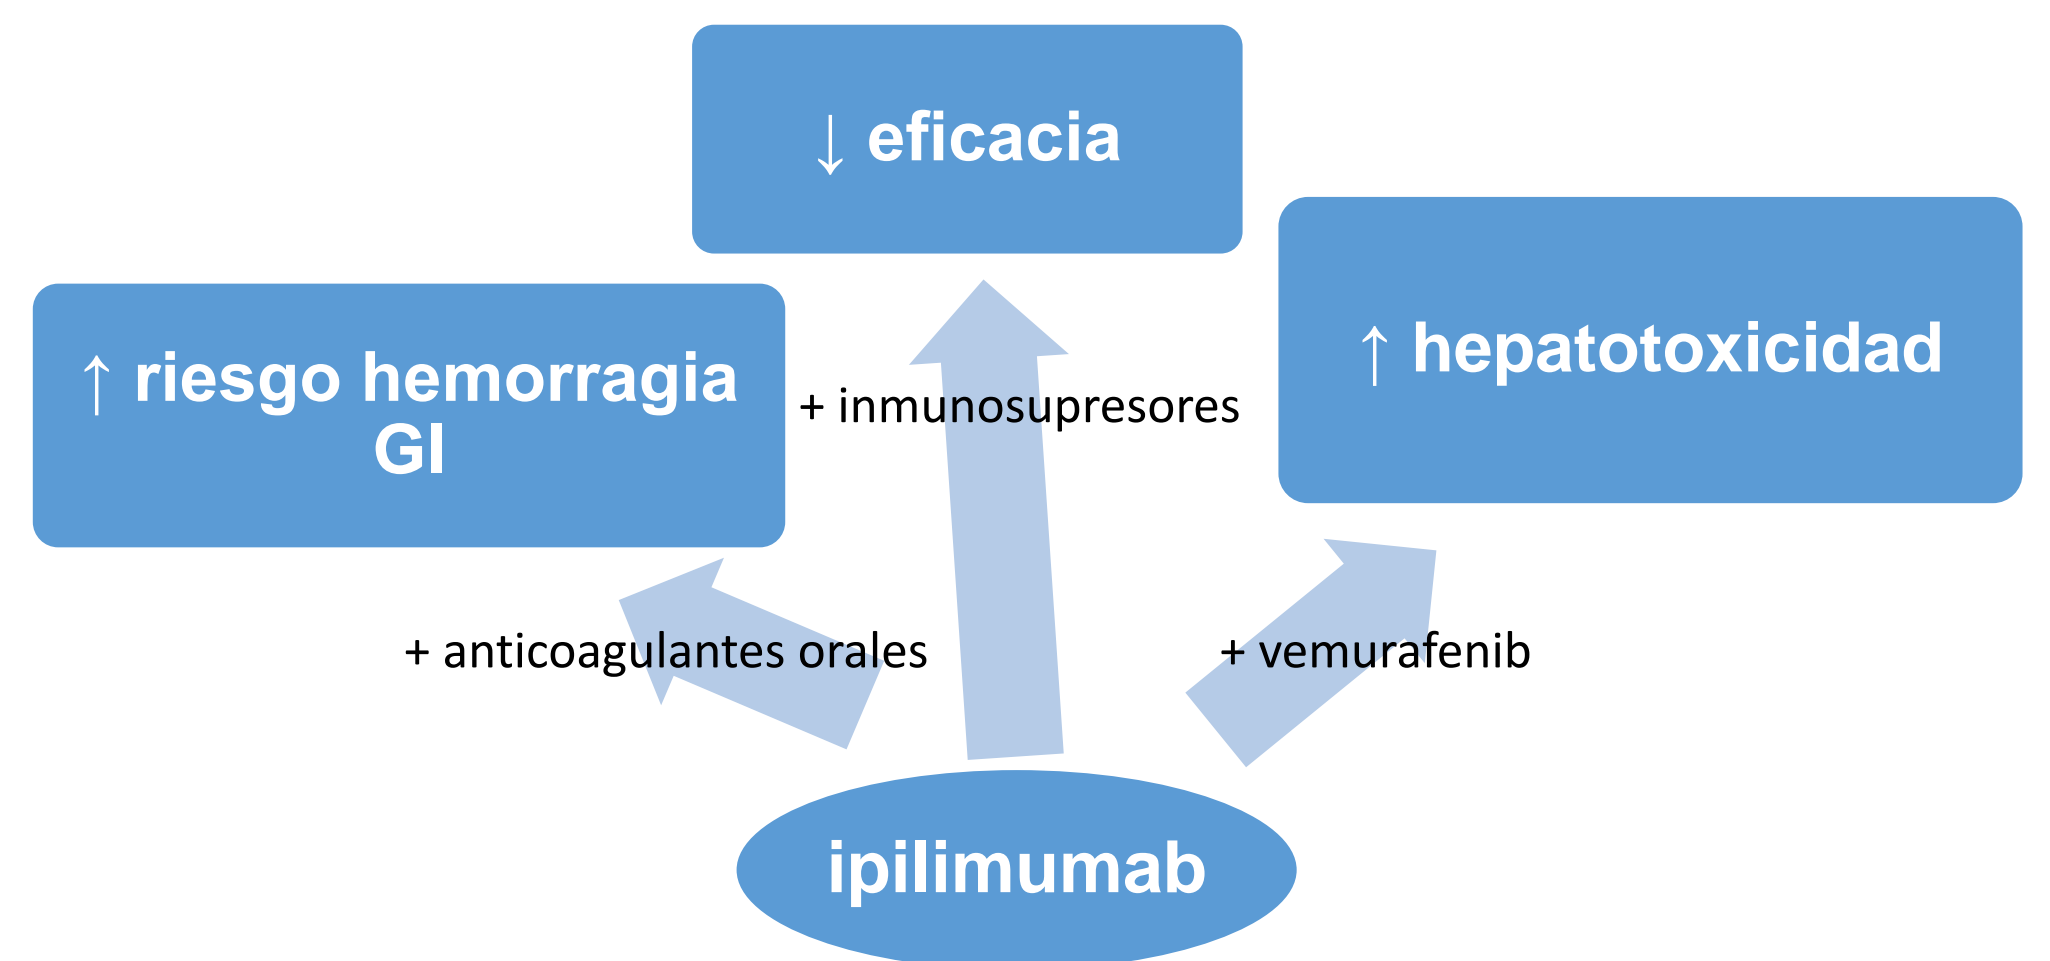 ↓ eficacia
↑ hepatotoxicidad
↑ riesgo hemorragia
GI
+ inmunosupresores
+ anticoagulantes orales
+ vemurafenib
ipilimumab